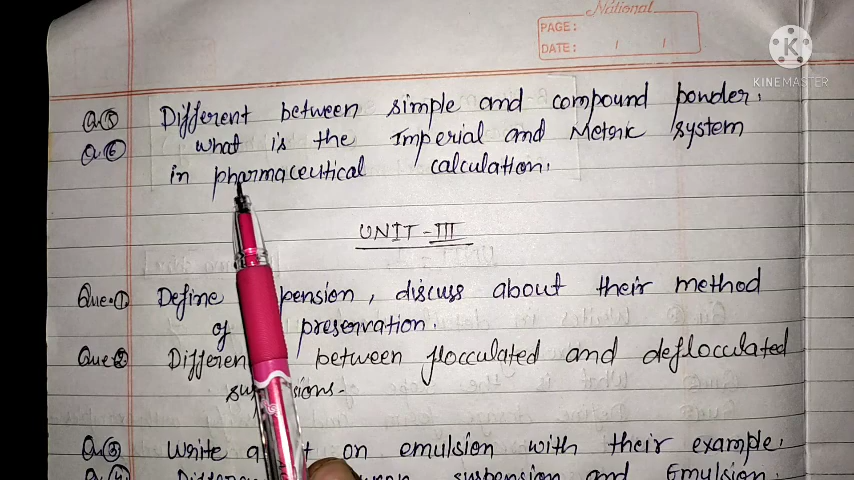 National
PAGE:
DATE: / /
K
KINEMASTER
Q.⑤ Different between simple and compound powder.
Q.⑥ what is the Imperial and Metric system
in pharmaceutical calculation.
UNIT-III
Que.① Define pension, discuss about their method
of preservation.
Que.② Differen between flocculated and deflocculated
sions.
Qu③ Write on emulsion with their example.
suspension and Emulsion.